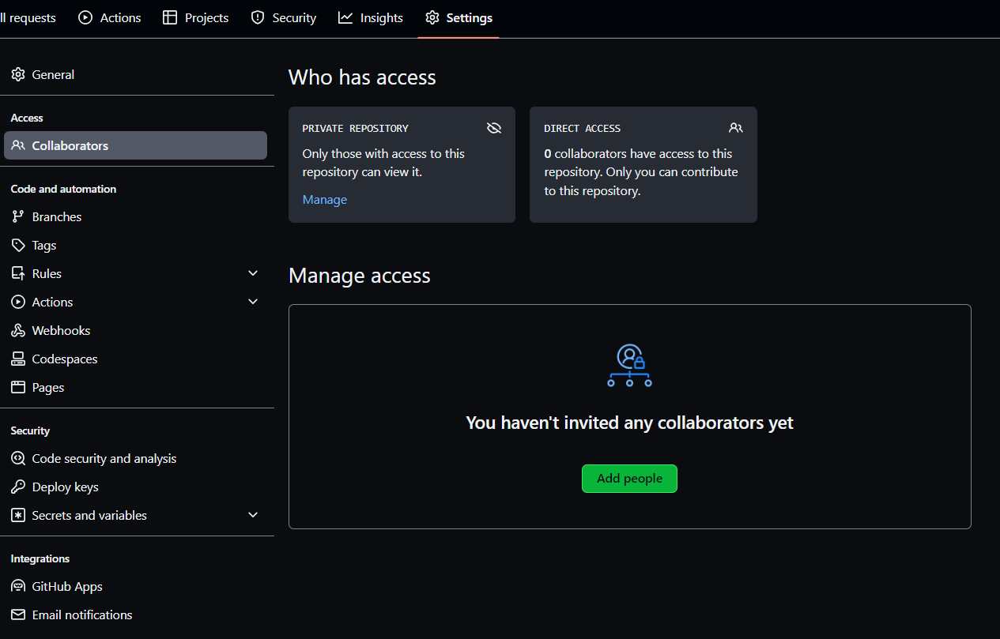 ll requests
Actions
Projects
Security
Insights
Settings
General
Access
Collaborators
Code and automation
Branches
Tags
Rules
Actions
Webhooks
Codespaces
Pages
Security
Code security and analysis
Deploy keys
Secrets and variables
Integrations
GitHub Apps
Email notifications
Who has access
PRIVATE REPOSITORY
Only those with access to this
repository can view it.
Manage
DIRECT ACCESS
0 collaborators have access to this
repository. Only you can contribute
to this repository.
Manage access
You haven't invited any collaborators yet
Add people